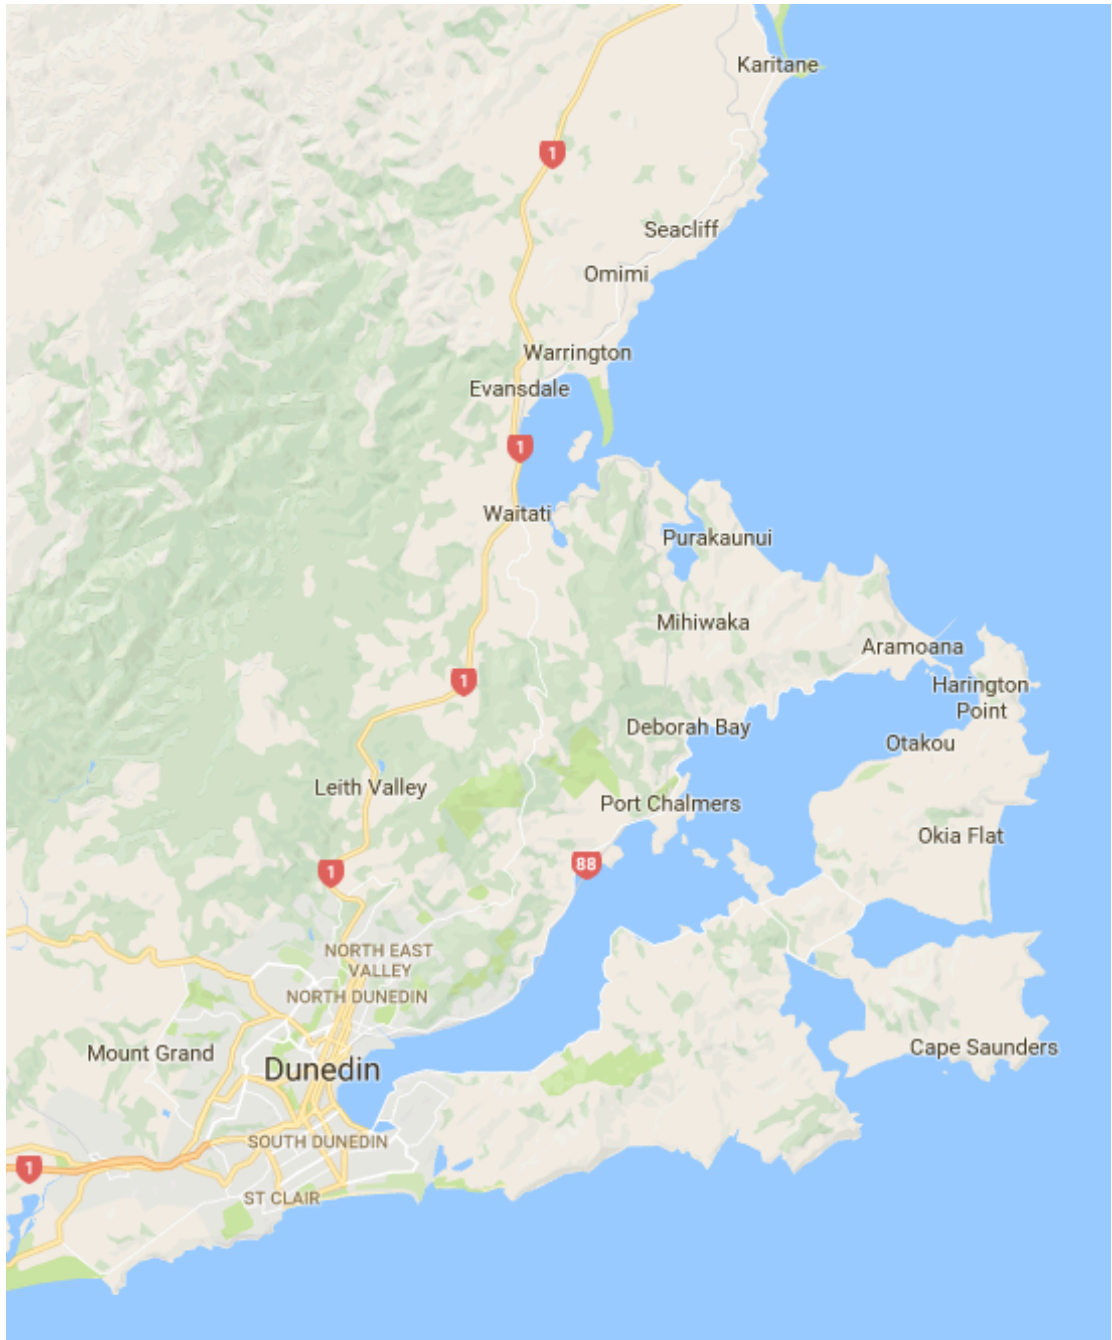 Karitane
1
Seacliff
Omimi
Warrington
Evansdale
1
Waitati
Purakaunui
Mihiwaka
Aramoana
Harington
Point
1
Deborah Bay
Otakou
Leith Valley
Port Chalmers
Okia Flat
88
1
NORTH EAST
VALLEY
NORTH DUNEDIN
Mount Grand
Dunedin
Cape Saunders
SOUTH DUNEDIN
1
ST CLAIR